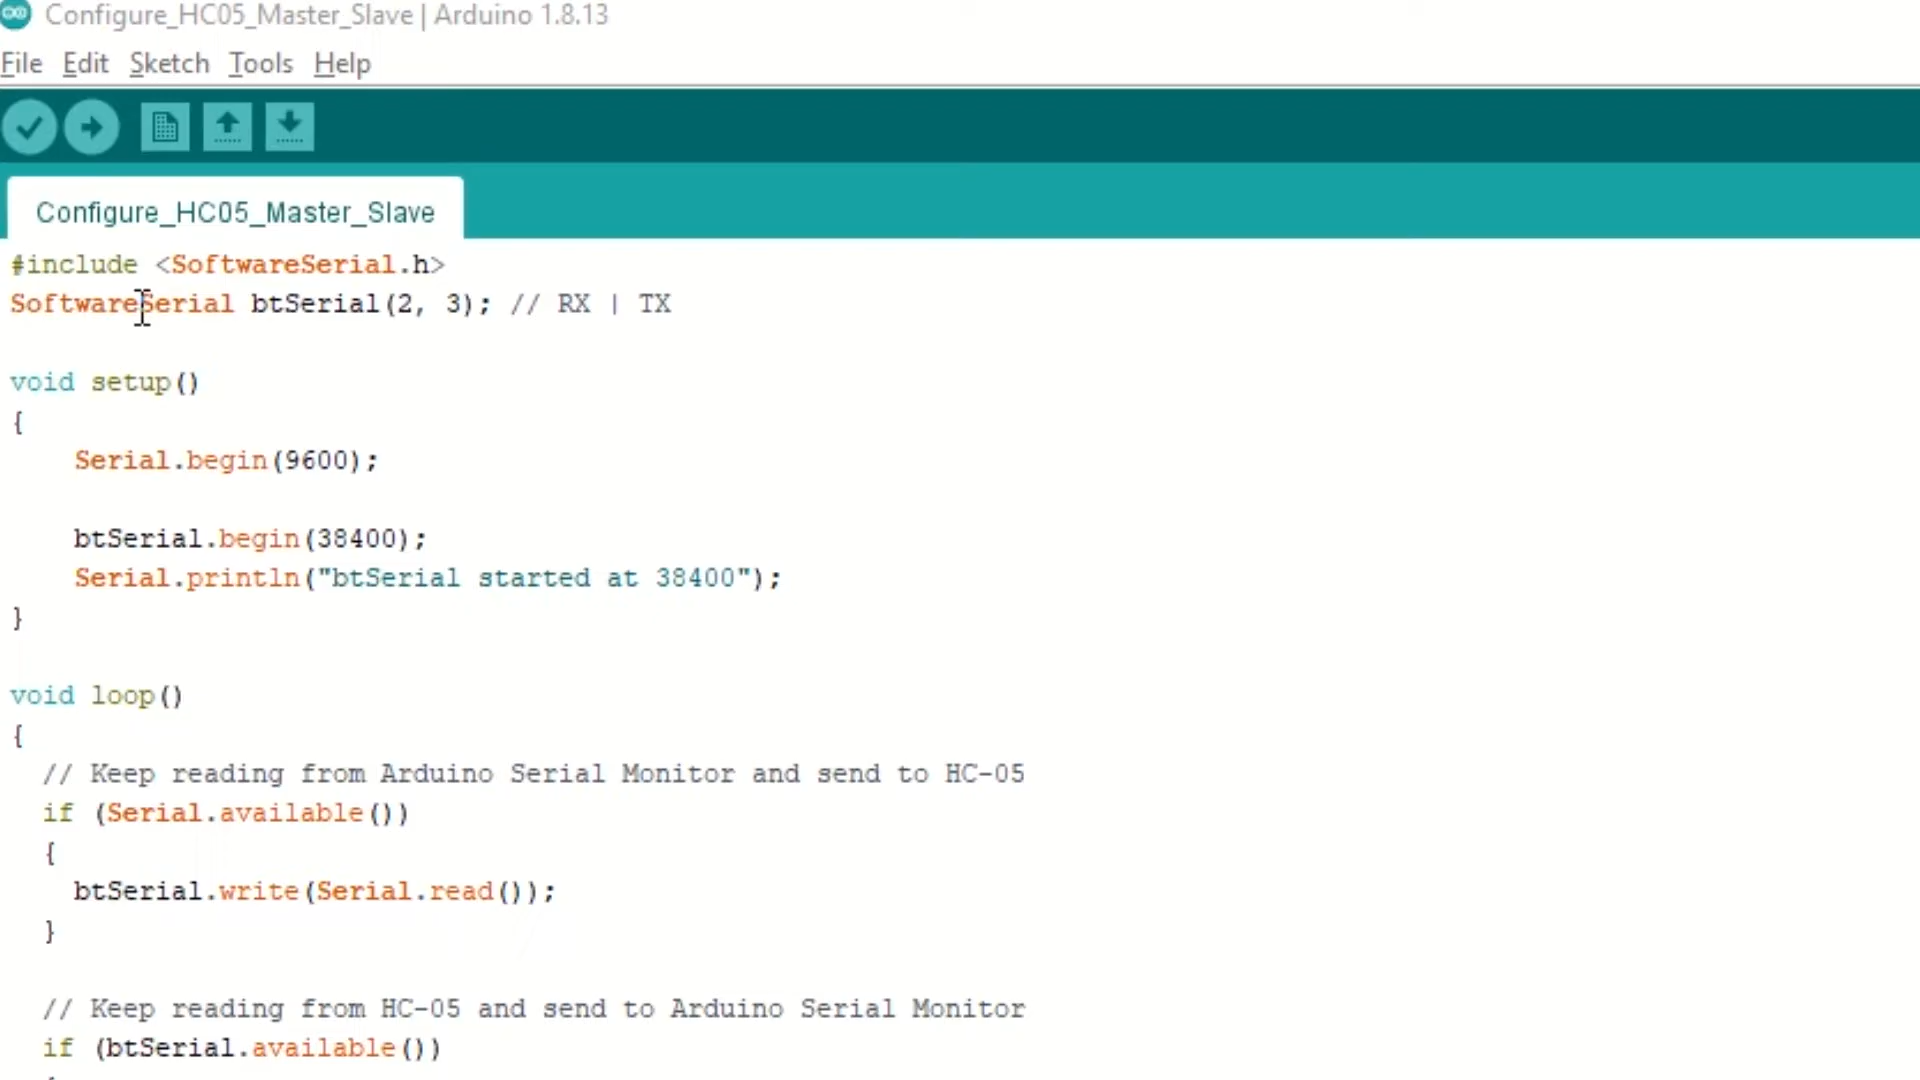 Configure_HC05_Master_Slave | Arduino 1.8.13
File Edit Sketch Tools Help
Configure_HC05_Master_Slave
#include <SoftwareSerial.h>
SoftwareSerial btSerial(2, 3); // RX | TX
void setup()
{
    Serial.begin(9600);
    btSerial.begin(38400);
    Serial.println("btSerial started at 38400");
}
void loop()
{
  // Keep reading from Arduino Serial Monitor and send to HC-05
  if (Serial.available())
  {
    btSerial.write(Serial.read());
  }
  // Keep reading from HC-05 and send to Arduino Serial Monitor
  if (btSerial.available())